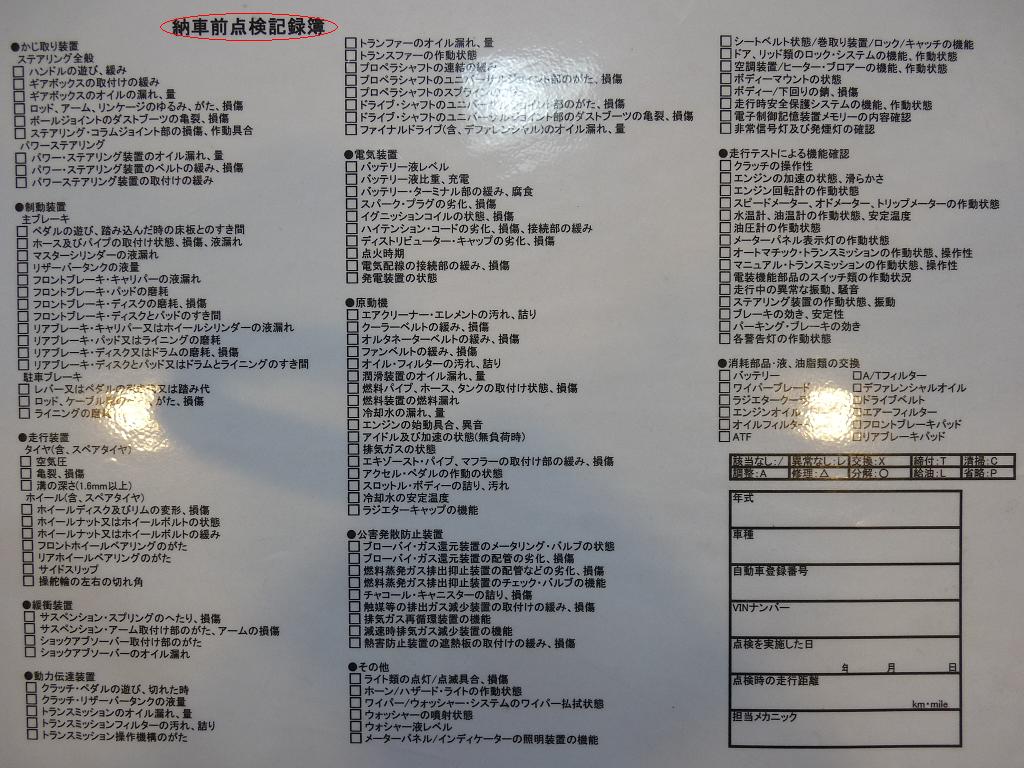 納車前点検記録簿
●かじ取り装置
ステアリング全般
ハンドルの遊び、緩み
ギアボックスの取付けの緩み
ギアボックスのオイルの漏れ、量
ロッド、アーム、リンケージのゆるみ、がた、損傷
ボールジョイントのダストブーツの亀裂、損傷
ステアリング・コラムジョイント部の損傷、作動具合
パワーステアリング
パワー・ステアリング装置のオイル漏れ、量
パワー・ステアリング装置のベルトの緩み、損傷
パワーステアリング装置の取付けの緩み
●制動装置
主ブレーキ
ペダルの遊び、踏み込んだ時の床板とのすき間
ホース及びパイプの取付け状態、損傷、液漏れ
マスターシリンダーの液漏れ
リザーバータンクの液量
フロントブレーキ・キャリパーの液漏れ
フロントブレーキ・パッドの磨耗
フロントブレーキ・ディスクの磨耗、損傷
フロントブレーキ・ディスクとパッドのすき間
リアブレーキ・キャリパー又はホイールシリンダーの液漏れ
リアブレーキ・パッド又はライニングの磨耗
リアブレーキ・ディスク又はドラムの磨耗、損傷
リアブレーキ・ディスクとパッド又はドラムとライニングのすき間
駐車ブレーキ
レバー又はペダルの 又は踏み代
ロッド、ケーブル がた、損傷
ライニングの磨耗
●走行装置
タイヤ(含、スペアタイヤ)
空気圧
亀裂、損傷
溝の深さ(1.6mm以上)
ホイール(含、スペアタイヤ)
ホイールディスク及びリムの変形、損傷
ホイールナット又はホイールボルトの状態
ホイールナット又はホイールボルトの緩み
フロントホイールベアリングのがた
リアホイールベアリングのがた
サイドスリップ
操舵輪の左右の切れ角
●緩衝装置
サスペンション・スプリングのへたり、損傷
サスペンション・アーム取付け部のがた、アームの損傷
ショックアブソーバー取付け部のがた
ショックアブソーバーのオイル漏れ
●動力伝達装置
クラッチ・ペダルの遊び、切れた時
クラッチ・リザーバータンクの液量
トランスミッションのオイル漏れ、量
トランスミッションフィルターの汚れ、詰り
トランスミッション操作機構のがた
トランファーのオイル漏れ、量
トランスファーの作動状態
プロペラシャフトの連結の緩み
プロペラシャフトのユニバーサルジョイント部のがた、損傷
プロペラシャフトのスプライン
ドライブ・シャフトのユニバーサルジョイント部のがた、損傷
ドライブ・シャフトのユニバーサルジョイント部のダストブーツの亀裂、損傷
ファイナルドライブ(含、デファレンシャル)のオイル漏れ、量
●電気装置
バッテリー液レベル
バッテリー液比重、充電
バッテリー・ターミナル部の緩み、腐食
スパーク・プラグの劣化、損傷
イグニッションコイルの状態、損傷
ハイテンション・コードの劣化、損傷、接続部の緩み
ディストリビューター・キャップの劣化、損傷
点火時期
電気配線の接続部の緩み、損傷
発電装置の状態
●原動機
エアクリーナー・エレメントの汚れ、詰り
クーラーベルトの緩み、損傷
オルタネーターベルトの緩み、損傷
ファンベルトの緩み、損傷
オイル・フィルターの汚れ、詰り
潤滑装置のオイル漏れ、量
燃料パイプ、ホース、タンクの取付け状態、損傷
燃料装置の燃料漏れ
冷却水の漏れ、量
エンジンの始動具合、異音
アイドル及び加速の状態(無負荷時)
排気ガスの状態
エキゾースト・パイプ、マフラーの取付け部の緩み、損傷
アクセル・ペダルの作動の状態
スロットル・ボディーの詰り、汚れ
冷却水の安定温度
ラジエターキャップの機能
●公害発散防止装置
ブローバイ・ガス還元装置のメータリング・バルブの状態
ブローバイ・ガス還元装置の配管の劣化、損傷
燃料蒸発ガス排出抑止装置の配管などの劣化、損傷
燃料蒸発ガス排出抑止装置のチェック・バルブの機能
チャコール・キャニスターの詰り、損傷
触媒等の排出ガス減少装置の取付けの緩み、損傷
排気ガス再循環装置の機能
減速時排気ガス減少装置の機能
熱害防止装置の遮熱板の取付けの緩み、損傷
●その他
ライト類の点灯/点滅具合、損傷
ホーン/ハザード・ライトの作動状態
ワイパー/ウォッシャー・システムのワイパー払拭状態
ウォッシャーの噴射状態
ウォシャー液レベル
メーターパネル/インディケーターの照明装置の機能
シートベルト状態/巻取り装置/ロック/キャッチの機能
ドア、リッド類のロック・システムの機能、作動状態
空調装置/ヒーター・ブロアーの機能、作動状態
ボディーマウントの状態
ボディー/下回りの錆、損傷
走行時安全保護システムの機能、作動状態
電子制御記憶装置メモリーの内容確認
非常信号灯及び発煙灯の確認
●走行テストによる機能確認
クラッチの操作性
エンジンの加速の状態、滑らかさ
エンジン回転計の作動状態
スピードメーター、オドメーター、トリップメーターの作動状態
水温計、油温計の作動状態、安定温度
油圧計の作動状態
メーターパネル表示灯の作動状態
オートマチック・トランスミッションの作動状態、操作性
マニュアル・トランスミッションの作動状態、操作性
電装機能部品のスイッチ類の作動状況
走行中の異常な振動、騒音
ステアリング装置の作動状態、振動
ブレーキの効き、安定性
パーキング・ブレーキの効き
各警告灯の作動状態
●消耗部品・液、油脂類の交換
バッテリー □A/Tフィルター
ワイパーブレード □デファレンシャルオイル
ラジエタークーラ □ドライブベルト
エンジンオイル □エアーフィルター
オイルフィルター □フロントブレーキパッド
ATF □リアブレーキパッド
該当なし:/ 異常なし:レ 交換:X 締付:T 清掃:C
調整:A 修理:△ 分解:○ 給油:L 省略:P
年式
車種
自動車登録番号
VINナンバー
点検を実施した日
年 月 日
点検時の走行距離
km・mile
担当メカニック